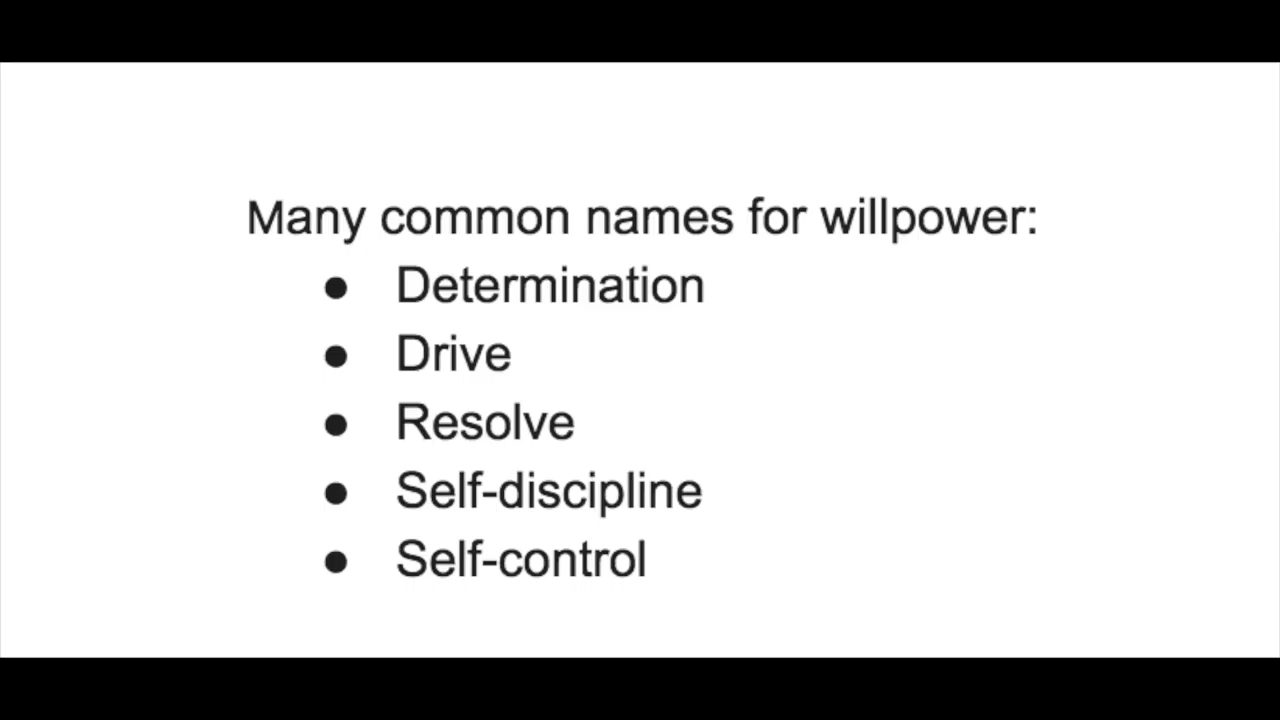 Many common names for willpower:
● Determination
● Drive
● Resolve
● Self-discipline
● Self-control